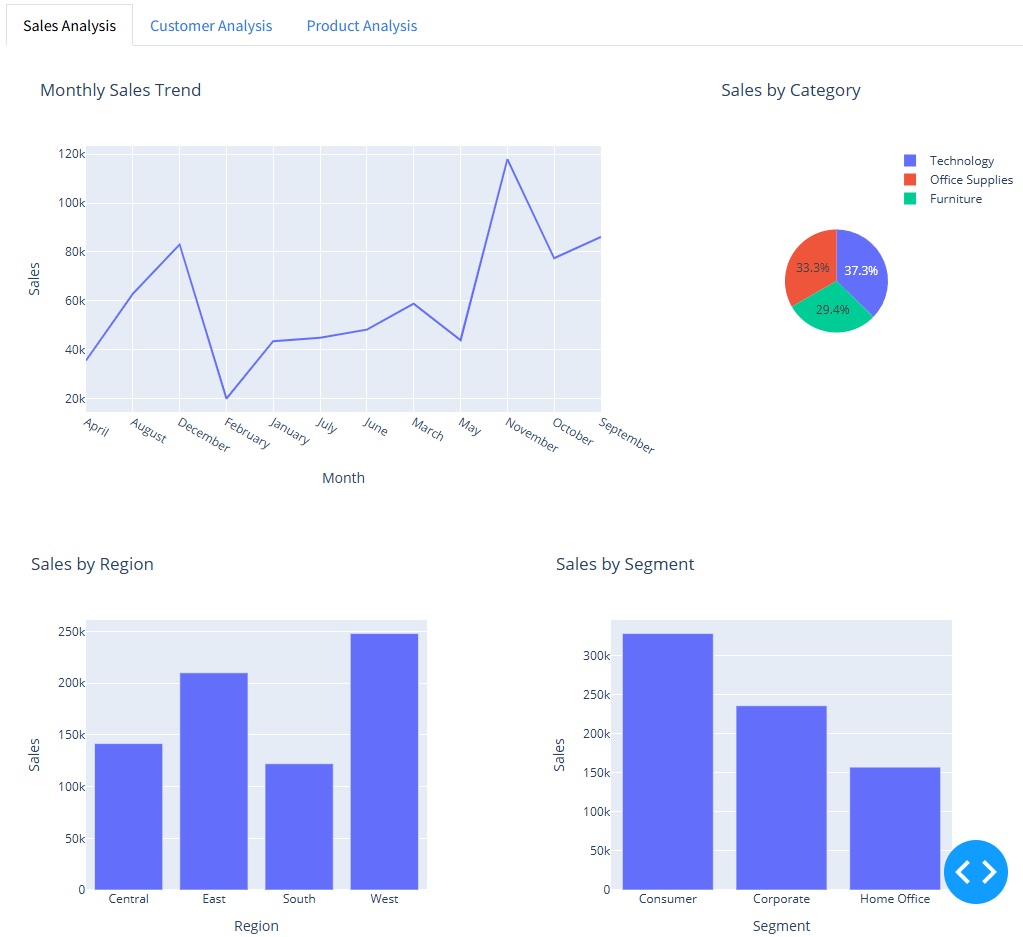 Sales Analysis Customer Analysis Product Analysis
Monthly Sales Trend
120k
100k
80k
60k
40k
20k
Sales
April August December February January July June March May November October September
Month
Sales by Category
Technology
Office Supplies
Furniture
33.3% 37.3%
29.4%
Sales by Region
250k
200k
150k
100k
50k
0
Sales
Central East South West
Region
Sales by Segment
300k
250k
200k
150k
100k
50k
0
Sales
Consumer Corporate Home Office
Segment